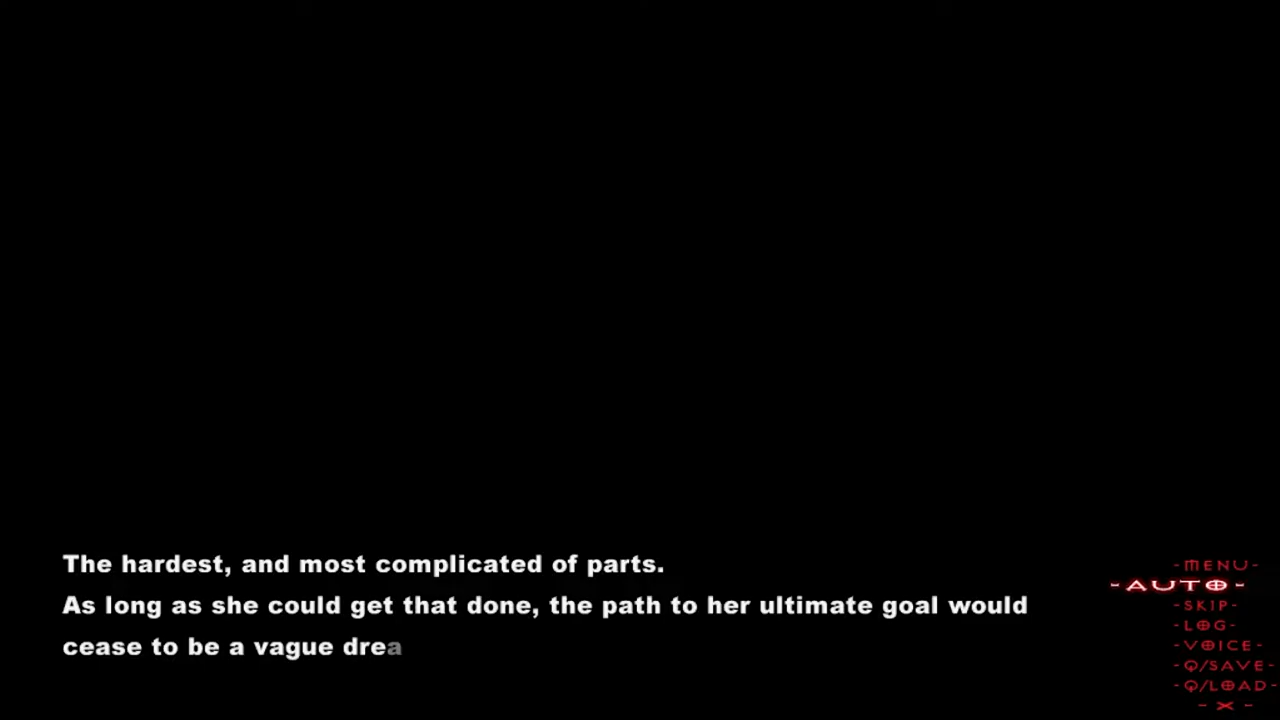 The hardest, and most complicated of parts.
As long as she could get that done, the path to her ultimate goal would
cease to be a vague drea
-MENU-
-AUTO-
-SKIP-
-LOG-
-VOICE-
-Q/SAVE-
-Q/LOAD-
-X-